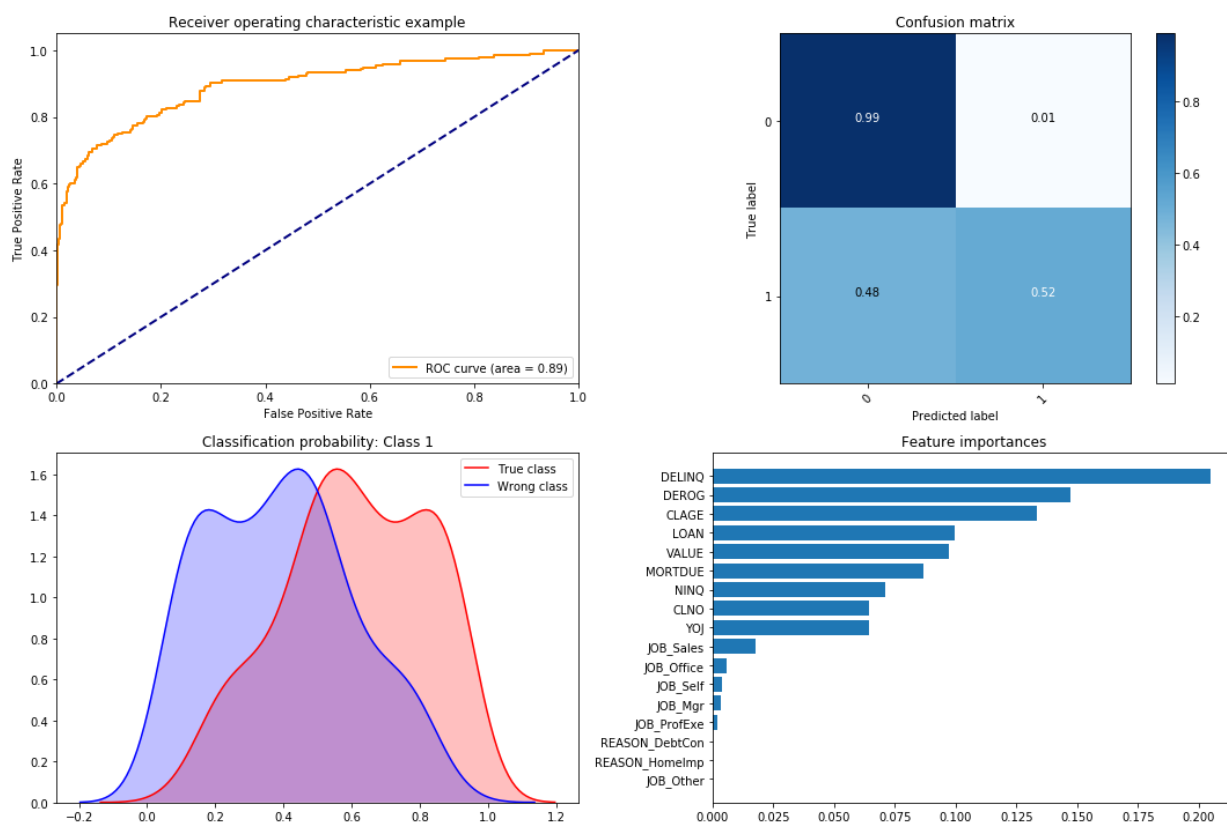 Receiver operating characteristic example
1.0
0.8
0.6
0.4
0.2
0.0
True Positive Rate
0.0
0.2
0.4
0.6
0.8
1.0
False Positive Rate
ROC curve (area = 0.89)
Confusion matrix
0
1
True label
0.99
0.01
0.48
0.52
0
1
Predicted label
0.8
0.6
0.4
0.2
Classification probability: Class 1
1.6
1.4
1.2
1.0
0.8
0.6
0.4
0.2
0.0
−0.2
0.0
0.2
0.4
0.6
0.8
1.0
1.2
True class
Wrong class
Feature importances
DELINQ
DEROG
CLAGE
LOAN
VALUE
MORTDUE
NINQ
CLNO
YOJ
JOB_Sales
JOB_Office
JOB_Self
JOB_Mgr
JOB_ProfExe
REASON_DebtCon
REASON_HomeImp
JOB_Other
0.000
0.025
0.050
0.075
0.100
0.125
0.150
0.175
0.200